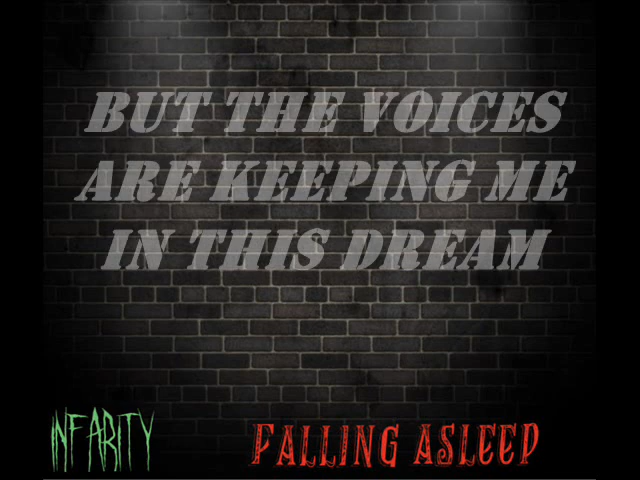 BUT THE VOICES
ARE KEEPING ME
IN THIS DREAM
INFARITY FALLING ASLEEP